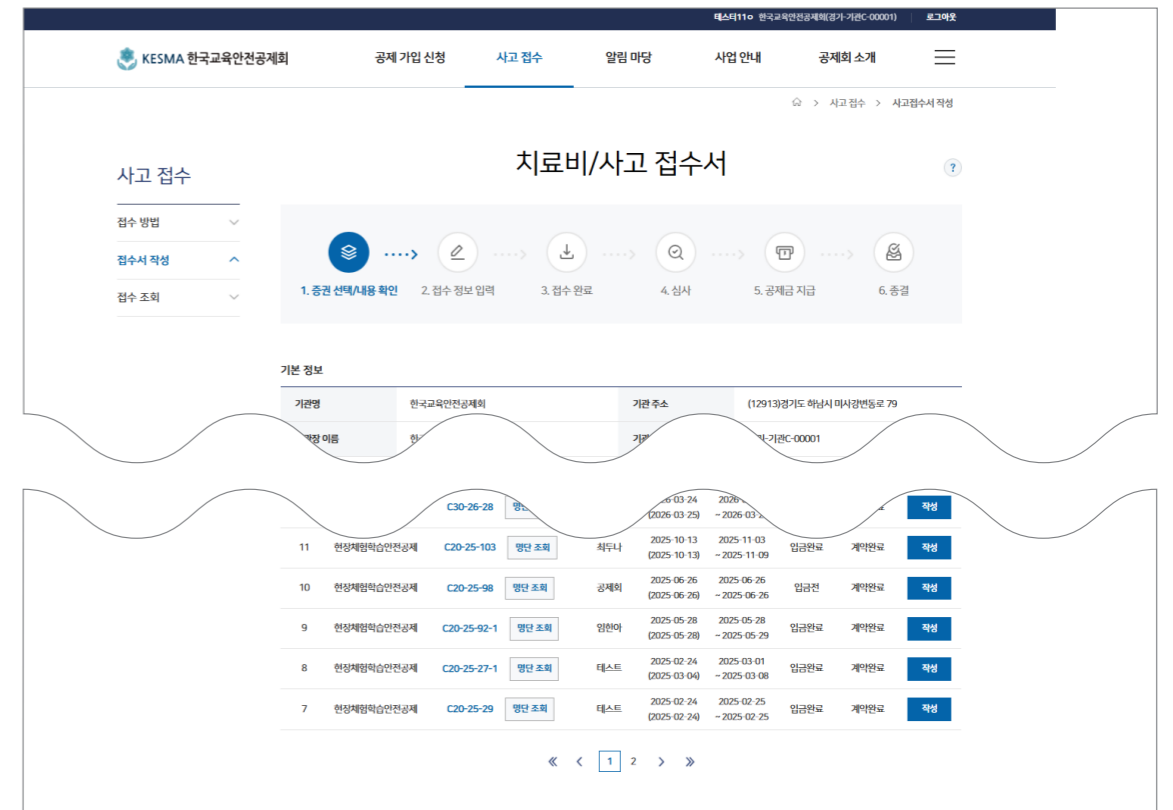 테스터11ㅇ 한국교육안전공제회(경기-기관C-00001) 로그아웃
KESMA 한국교육안전공제회 공제 가입 신청 사고 접수 알림 마당 사업 안내 공제회 소개
> 사고 접수 > 사고접수서 작성
사고 접수
치료비/사고 접수서
?
접수 방법
접수서 작성
접수 조회
1. 증권 선택/내용 확인 2. 접수 정보 입력 3. 접수 완료 4. 심사 5. 공제금 지급 6. 종결
기본 정보
기관명 한국교육안전공제회 기관 주소 (12913)경기도 하남시 미사강변동로 79
이름 C-00001
C30-26-28 작성
(2026-03-25)
11 현장체험학습안전공제 C20-25-103 명단 조회 최두나 2025-10-13 (2025-10-13) 2025-11-03 ~ 2025-11-09 입금완료 계약완료 작성
10 현장체험학습안전공제 C20-25-98 명단 조회 공제회 2025-06-26 (2025-06-26) 2025-06-26 ~ 2025-06-26 입금전 계약완료 작성
9 현장체험학습안전공제 C20-25-92-1 명단 조회 임한아 2025-05-28 (2025-05-28) 2025-05-28 ~ 2025-05-29 입금완료 계약완료 작성
8 현장체험학습안전공제 C20-25-27-1 명단 조회 테스트 2025-02-24 (2025-03-04) 2025-03-01 ~ 2025-03-08 입금완료 계약완료 작성
7 현장체험학습안전공제 C20-25-29 명단 조회 테스트 2025-02-24 (2025-02-24) 2025-02-25 ~ 2025-02-25 입금완료 계약완료 작성
« < 1 2 > »